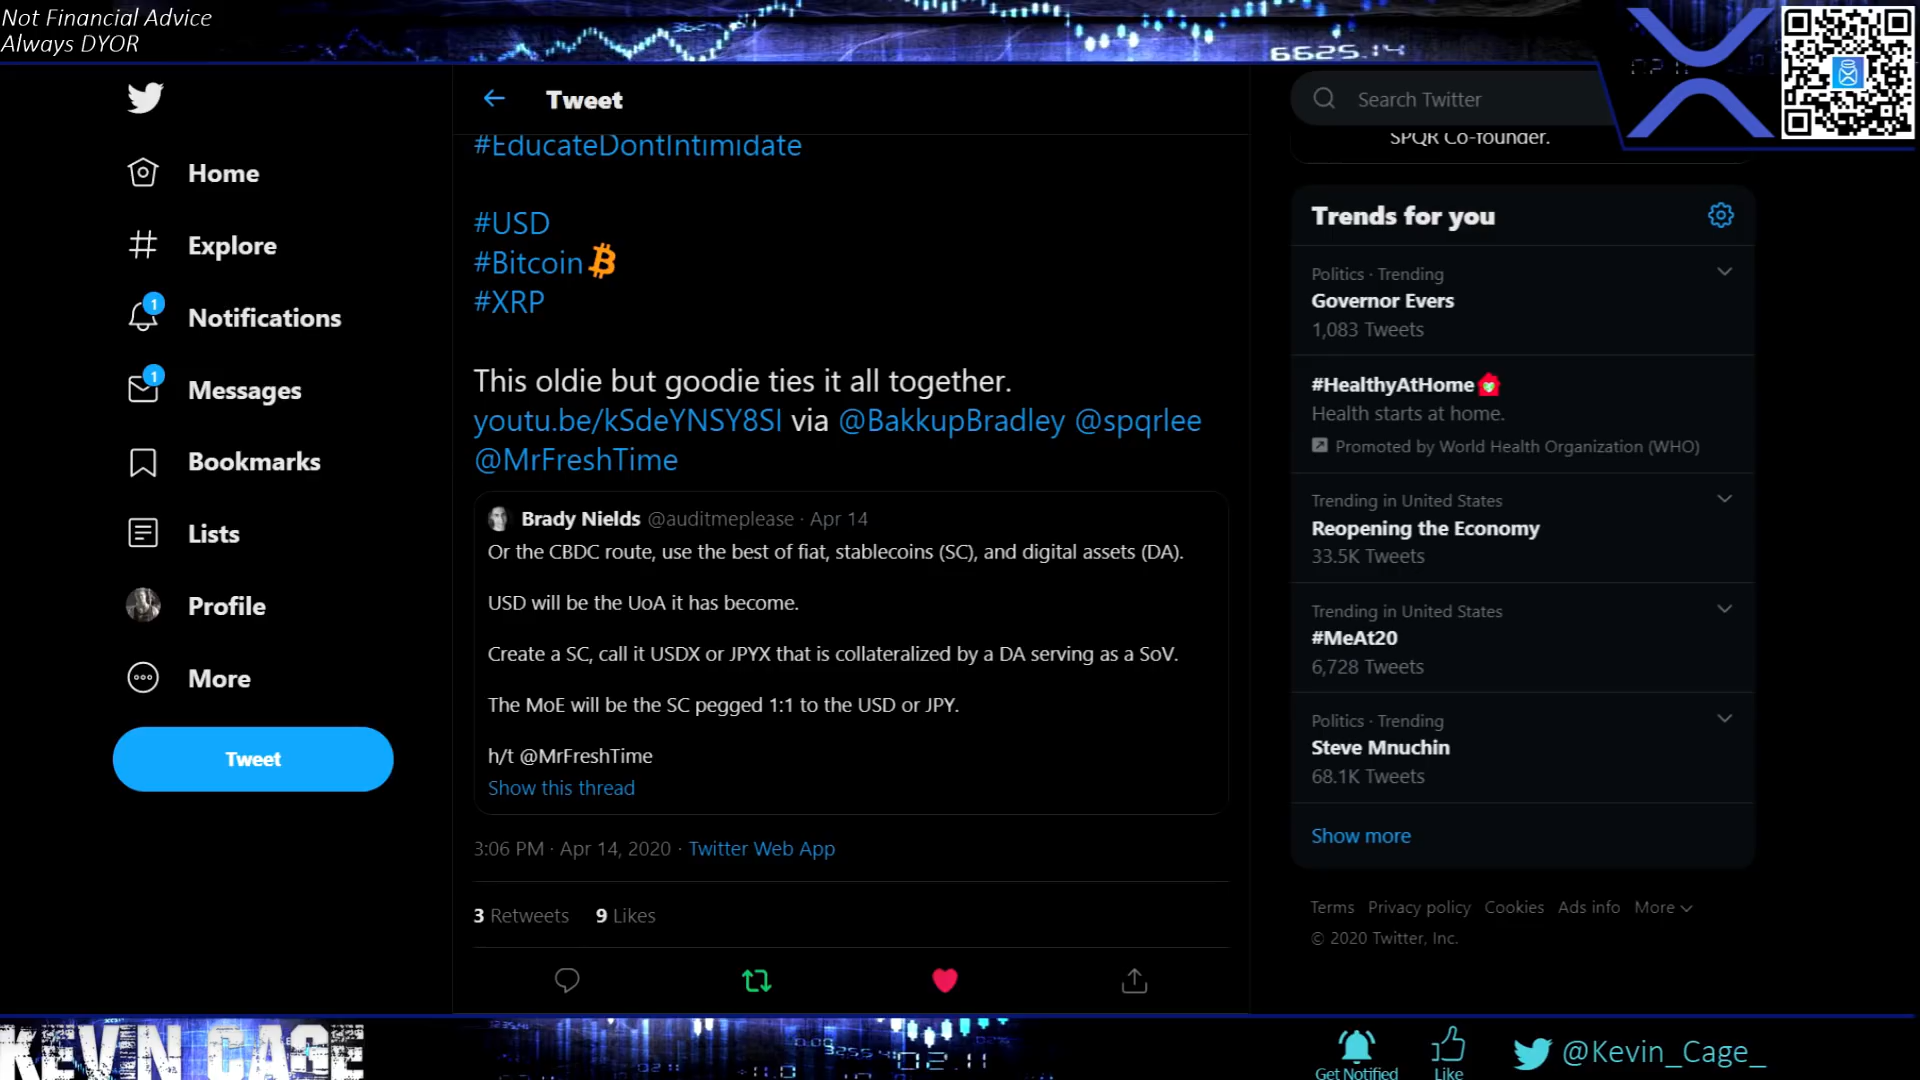 Not Financial Advice
Always DYOR
6625.14
Tweet
Search Twitter
#EducateDontIntimidate
SPQR Co-founder.
Home
Explore
1
Notifications
1
Messages
Bookmarks
Lists
Profile
More
Tweet
#USD
#Bitcoin
#XRP
This oldie but goodie ties it all together.
youtu.be/kSdeYNSY8SI via @BakkupBradley @spqrlee
@MrFreshTime
Brady Nields @auditmeplease · Apr 14
Or the CBDC route, use the best of fiat, stablecoins (SC), and digital assets (DA).
USD will be the UoA it has become.
Create a SC, call it USDX or JPYX that is collateralized by a DA serving as a SoV.
The MoE will be the SC pegged 1:1 to the USD or JPY.
h/t @MrFreshTime
Show this thread
3:06 PM · Apr 14, 2020 · Twitter Web App
3 Retweets 9 Likes
Trends for you
Politics · Trending
Governor Evers
1,083 Tweets
#HealthyAtHome
Health starts at home.
Promoted by World Health Organization (WHO)
Trending in United States
Reopening the Economy
33.5K Tweets
Trending in United States
#MeAt20
6,728 Tweets
Politics · Trending
Steve Mnuchin
68.1K Tweets
Show more
Terms Privacy policy Cookies Ads info More
© 2020 Twitter, Inc.
KEVIN CAGE
02.11
Get Notified
Like
@Kevin_Cage_